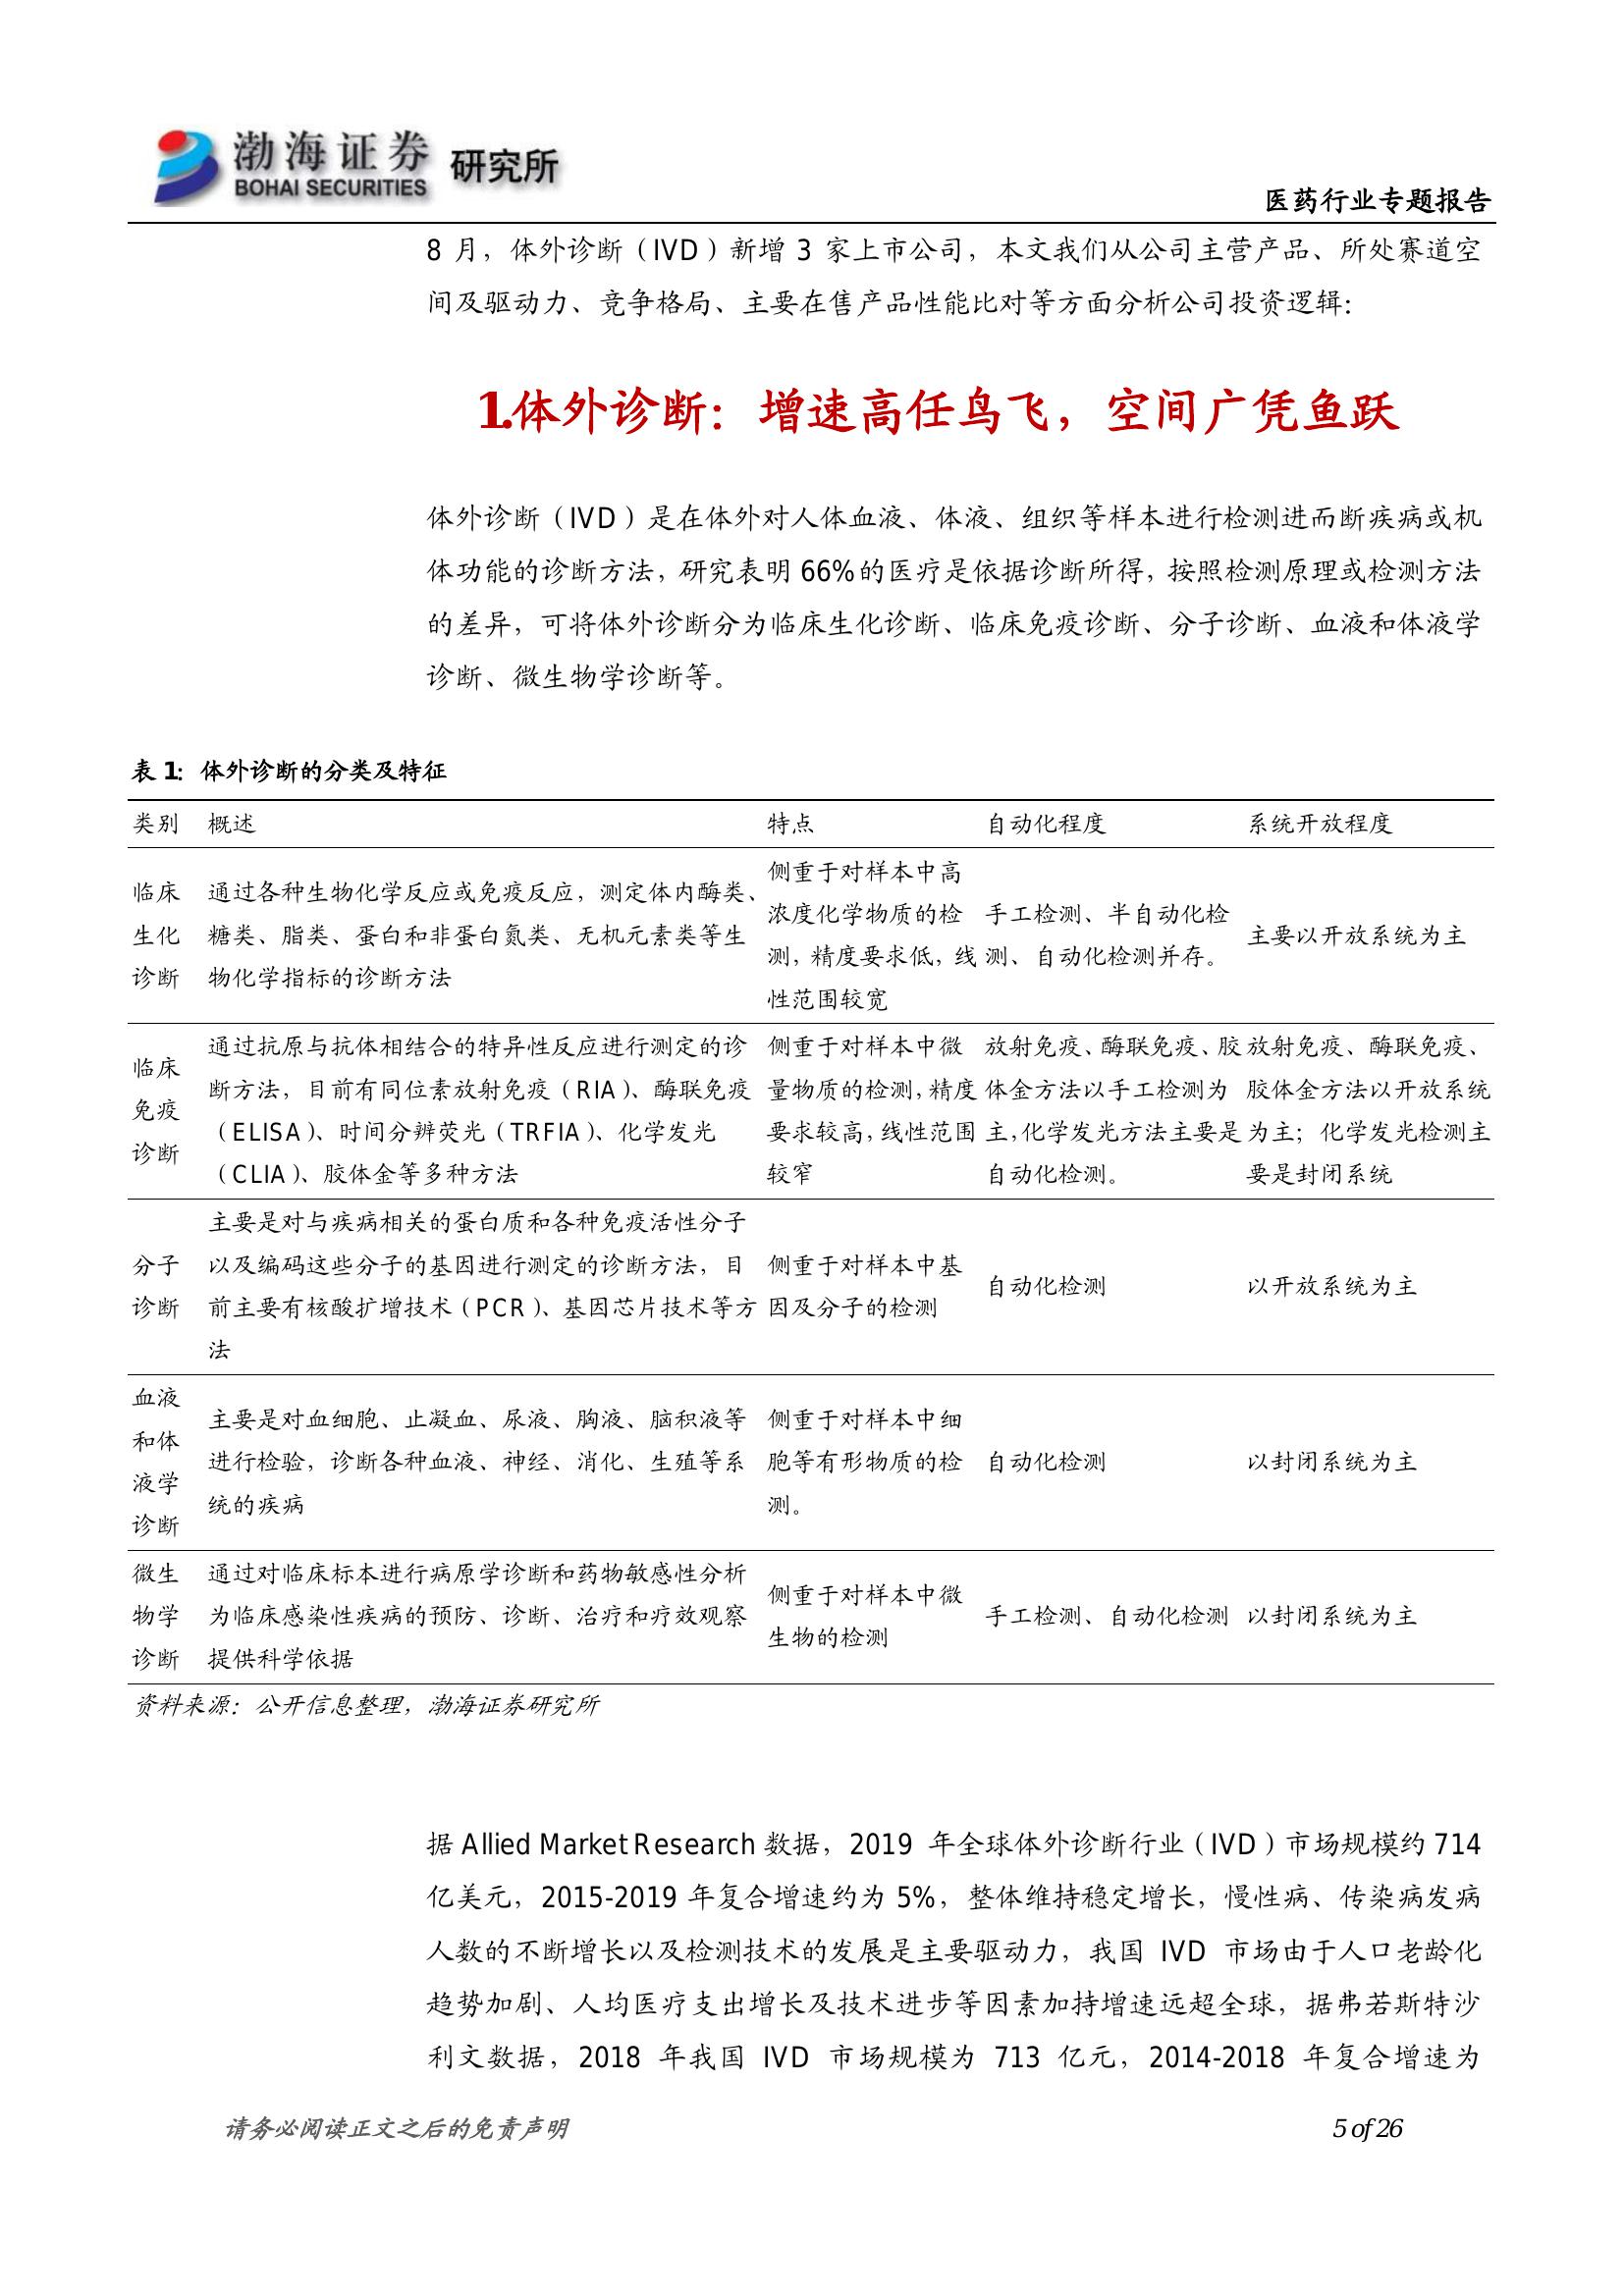 渤海证券 研究所
BOHAI SECURITIES
医药行业专题报告
8 月，体外诊断（IVD）新增 3 家上市公司，本文我们从公司主营产品、所处赛道空
间及驱动力、竞争格局、主要在售产品性能比对等方面分析公司投资逻辑：
1.体外诊断：增速高任鸟飞，空间广凭鱼跃
体外诊断（IVD）是在体外对人体血液、体液、组织等样本进行检测进而断疾病或机
体功能的诊断方法，研究表明 66%的医疗是依据诊断所得，按照检测原理或检测方法
的差异，可将体外诊断分为临床生化诊断、临床免疫诊断、分子诊断、血液和体液学
诊断、微生物学诊断等。
表 1：体外诊断的分类及特征
类别 概述 特点 自动化程度 系统开放程度
临床
生化
诊断
通过各种生物化学反应或免疫反应，测定体内酶类、
糖类、脂类、蛋白和非蛋白氮类、无机元素类等生
物化学指标的诊断方法
侧重于对样本中高
浓度化学物质的检
测，精度要求低，线
性范围较宽
手工检测、半自动化检
测、自动化检测并存。
主要以开放系统为主
临床
免疫
诊断
通过抗原与抗体相结合的特异性反应进行测定的诊
断方法，目前有同位素放射免疫（RIA）、酶联免疫
（ELISA）、时间分辨荧光（TRFIA）、化学发光
（CLIA）、胶体金等多种方法
侧重于对样本中微
量物质的检测，精度
要求较高，线性范围
较窄
放射免疫、酶联免疫、胶
体金方法以手工检测为
主，化学发光方法主要是
自动化检测。
放射免疫、酶联免疫、
胶体金方法以开放系统
为主；化学发光检测主
要是封闭系统
分子
诊断
主要是对与疾病相关的蛋白质和各种免疫活性分子
以及编码这些分子的基因进行测定的诊断方法，目
前主要有核酸扩增技术（PCR）、基因芯片技术等方
法
侧重于对样本中基
因及分子的检测
自动化检测
以开放系统为主
血液
和体
液学
诊断
主要是对血细胞、止凝血、尿液、胸液、脑积液等
进行检验，诊断各种血液、神经、消化、生殖等系
统的疾病
侧重于对样本中细
胞等有形物质的检
测。
自动化检测
以封闭系统为主
微生
物学
诊断
通过对临床标本进行病原学诊断和药物敏感性分析
为临床感染性疾病的预防、诊断、治疗和疗效观察
提供科学依据
侧重于对样本中微
生物的检测
手工检测、自动化检测
以封闭系统为主
资料来源：公开信息整理，渤海证券研究所
据 Allied Market Research 数据，2019 年全球体外诊断行业（IVD）市场规模约 714
亿美元，2015-2019 年复合增速约为 5%，整体维持稳定增长，慢性病、传染病发病
人数的不断增长以及检测技术的发展是主要驱动力，我国 IVD 市场由于人口老龄化
趋势加剧、人均医疗支出增长及技术进步等因素加持增速远超全球，据弗若斯特沙
利文数据，2018 年我国 IVD 市场规模为 713 亿元，2014-2018 年复合增速为
请务必阅读正文之后的免责声明
5 of 26